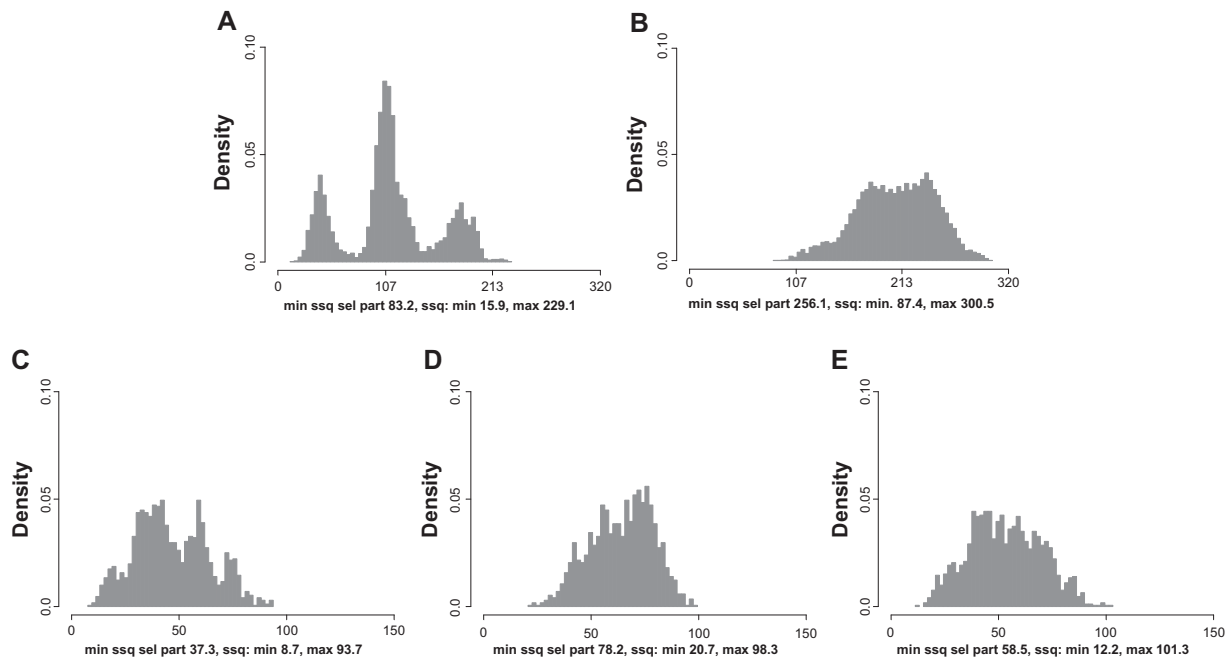 A
0.10
0.05
0.0
Density
0 107 213 320
min ssq sel part 83.2, ssq: min 15.9, max 229.1
B
0.10
0.05
0.0
Density
0 107 213 320
min ssq sel part 256.1, ssq: min. 87.4, max 300.5
C
0.10
0.05
0.0
Density
0 50 100 150
min ssq sel part 37.3, ssq: min 8.7, max 93.7
D
0.10
0.05
0.0
Density
0 50 100 150
min ssq sel part 78.2, ssq: min 20.7, max 98.3
E
0.10
0.05
0.0
Density
0 50 100 150
min ssq sel part 58.5, ssq: min 12.2, max 101.3